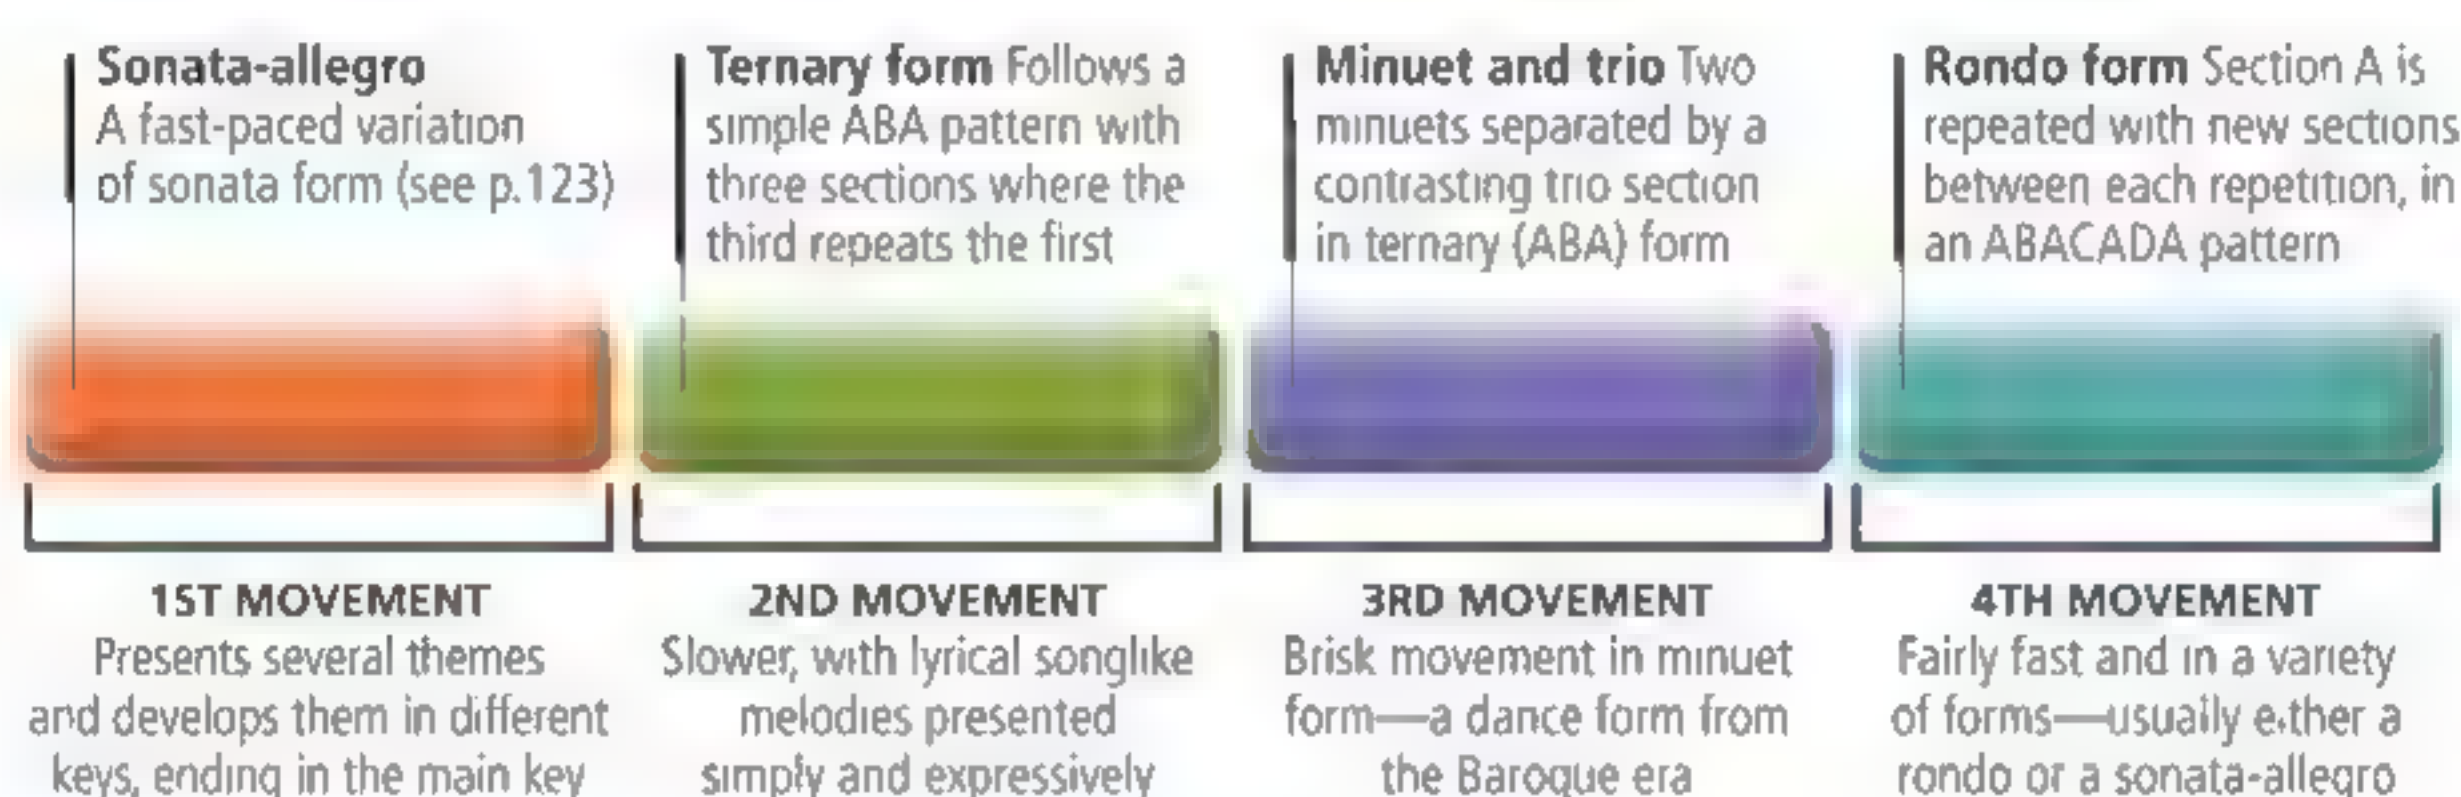 Sonata-allegro
A fast-paced variation
of sonata form (see p.123)
Ternary form Follows a
simple ABA pattern with
three sections where the
third repeats the first
Minuet and trio Two
minuets separated by a
contrasting trio section
in ternary (ABA) form
Rondo form Section A is
repeated with new sections
between each repetition, in
an ABACADA pattern
1ST MOVEMENT
Presents several themes
and develops them in different
keys, ending in the main key
2ND MOVEMENT
Slower, with lyrical songlike
melodies presented
simply and expressively
3RD MOVEMENT
Brisk movement in minuet
form—a dance form from
the Baroque era
4TH MOVEMENT
Fairly fast and in a variety
of forms—usually either a
rondo or a sonata-allegro